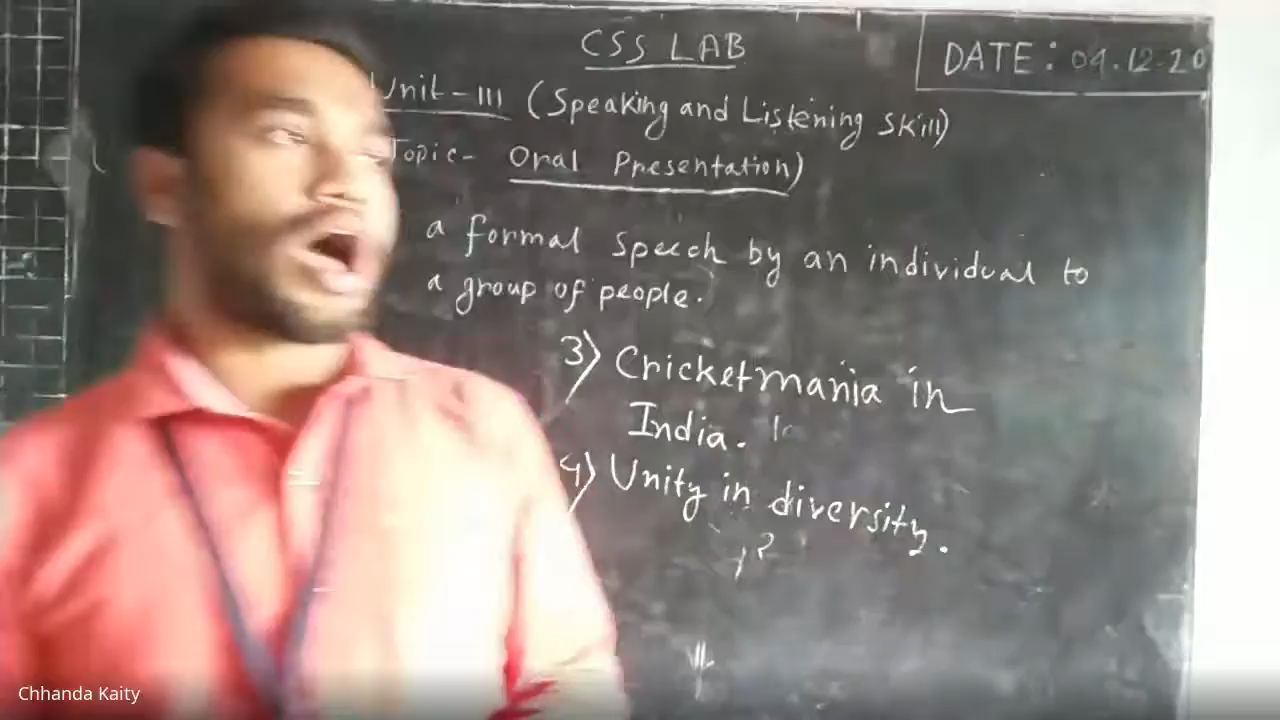 CSS LAB
DATE: 04.12.20
Unit-III (Speaking and Listening Skill)
Topic- Oral Presentation)
a formal speech by an individual to
a group of people.
3) Cricketmania in
India.
4) Unity in diversity.
Chhanda Kaity